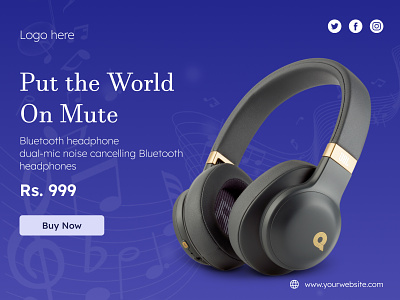 Logo here
Put the World
On Mute
Bluetooth headphone
dual-mic noise cancelling Bluetooth
headphones
Rs. 999
Buy Now
www.yourwebsite.com